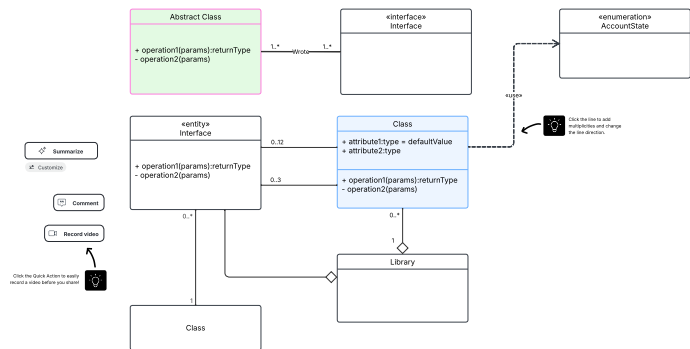 Abstract Class
+ operation1(params):returnType
- operation2(params)
1..*
Wrote
1..*
«interface»
Interface
«enumeration»
AccountState
«use»
Click the line to add
multiplicities and change
the line direction.
«entity»
Interface
+ operation1(params):returnType
- operation2(params)
0..12
0..3
Class
+ attribute1:type = defaultValue
+ attribute2:type
+ operation1(params):returnType
- operation2(params)
Summarize
Customize
Comment
Record video
Click the Quick Action to easily
record a video before you share!
0..*
1
0..*
1
Library
Class